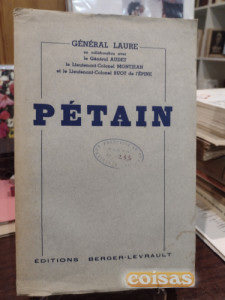 GÉNÉRAL LAURE
en collaboration avec
le Général AUDET
le Lieutenant-Colonel MONTJEAN
et le Lieutenant-Colonel BUOT de l'ÉPINE
PÉTAIN
ÉDITIONS BERGER-LEVRAULT
coisas